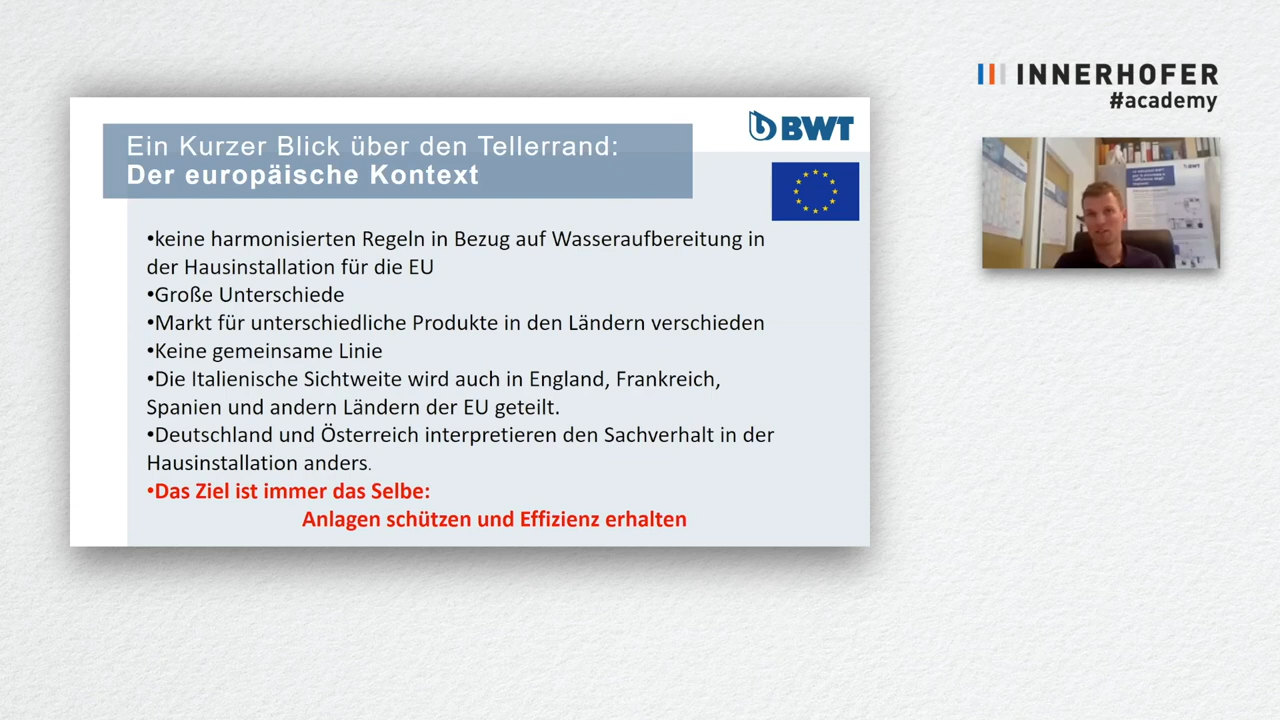 INNERHOFER
#academy
BWT
Ein Kurzer Blick über den Tellerrand:
Der europäische Kontext
•keine harmonisierten Regeln in Bezug auf Wasseraufbereitung in
der Hausinstallation für die EU
•Große Unterschiede
•Markt für unterschiedliche Produkte in den Ländern verschieden
•Keine gemeinsame Linie
•Die Italienische Sichtweite wird auch in England, Frankreich,
Spanien und andern Ländern der EU geteilt.
•Deutschland und Österreich interpretieren den Sachverhalt in der
Hausinstallation anders.
•Das Ziel ist immer das Selbe:
Anlagen schützen und Effizienz erhalten
BWT